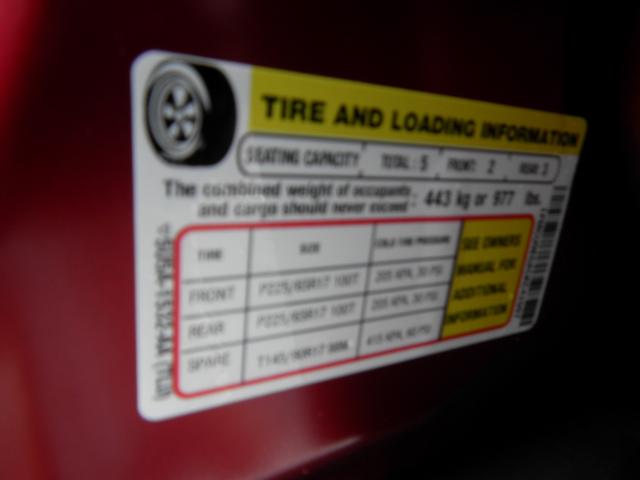 TIRE AND LOADING INFORMATION
SEATING CAPACITY TOTAL : 5 FRONT: 2 REAR: 3
The combined weight of occupants
and cargo should never exceed : 443 kg or 977 lbs.
TIRE SIZE COLD TIRE PRESSURE
FRONT P225/65R17 100T 205 KPA, 30 PSI
REAR P225/65R17 100T 205 KPA, 30 PSI
SPARE T145/90R17 415 KPA, 60 PSI
SEE OWNERS
MANUAL FOR
ADDITIONAL
INFORMATION